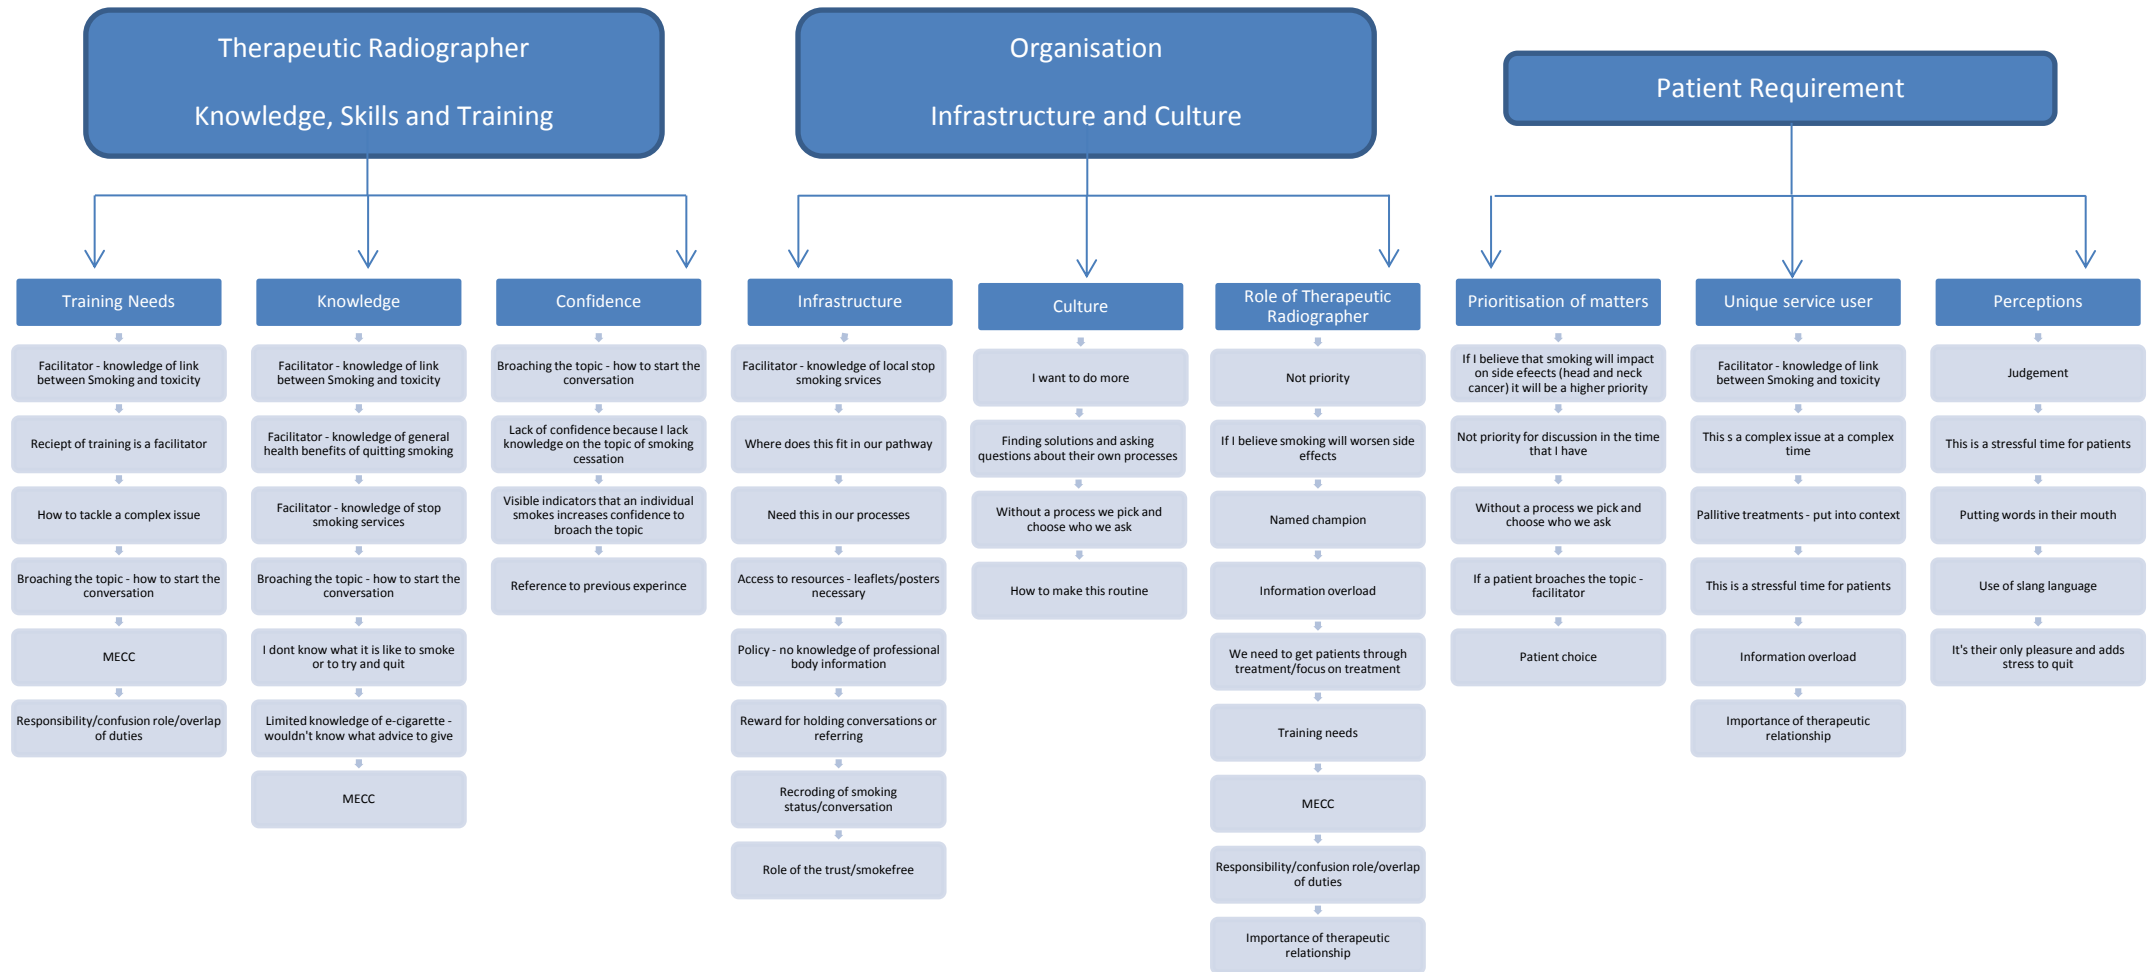 Therapeutic Radiographer
Knowledge, Skills and Training
Training Needs
Facilitator - knowledge of link
between Smoking and toxicity
Reciept of training is a facilitator
How to tackle a complex issue
Broaching the topic - how to start the
conversation
MECC
Responsibility/confusion role/overlap
of duties
Knowledge
Facilitator - knowledge of link
between Smoking and toxicity
Facilitator - knowledge of general
health benefits of quitting smoking
Facilitator - knowledge of stop
smoking services
Broaching the topic - how to start the
conversation
I dont know what it is like to smoke
or to try and quit
Limited knowledge of e-cigarette -
wouldn't know what advice to give
MECC
Confidence
Broaching the topic - how to start the
conversation
Lack of confidence because I lack
knowledge on the topic of smoking
cessation
Visible indicators that an individual
smokes increases confidence to
broach the topic
Reference to previous experince
Organisation
Infrastructure and Culture
Infrastructure
Facilitator - knowledge of local stop
smoking srvices
Where does this fit in our pathway
Need this in our processes
Access to resources - leaflets/posters
necessary
Policy - no knowledge of professional
body information
Reward for holding conversations or
referring
Recroding of smoking
status/conversation
Role of the trust/smokefree
Culture
I want to do more
Finding solutions and asking
questions about their own processes
Without a process we pick and
choose who we ask
How to make this routine
Role of Therapeutic
Radiographer
Not priority
If I believe smoking will worsen side
effects
Named champion
Information overload
We need to get patients through
treatment/focus on treatment
Training needs
MECC
Responsibility/confusion role/overlap
of duties
Importance of therapeutic
relationship
Patient Requirement
Prioritisation of matters
If I believe that smoking will impact
on side efeects (head and neck
cancer) it will be a higher priority
Not priority for discussion in the time
that I have
Without a process we pick and
choose who we ask
If a patient broaches the topic -
facilitator
Patient choice
Unique service user
Facilitator - knowledge of link
between Smoking and toxicity
This s a complex issue at a complex
time
Pallitive treatments - put into context
This is a stressful time for patients
Information overload
Importance of therapeutic
relationship
Perceptions
Judgement
This is a stressful time for patients
Putting words in their mouth
Use of slang language
It's their only pleasure and adds
stress to quit